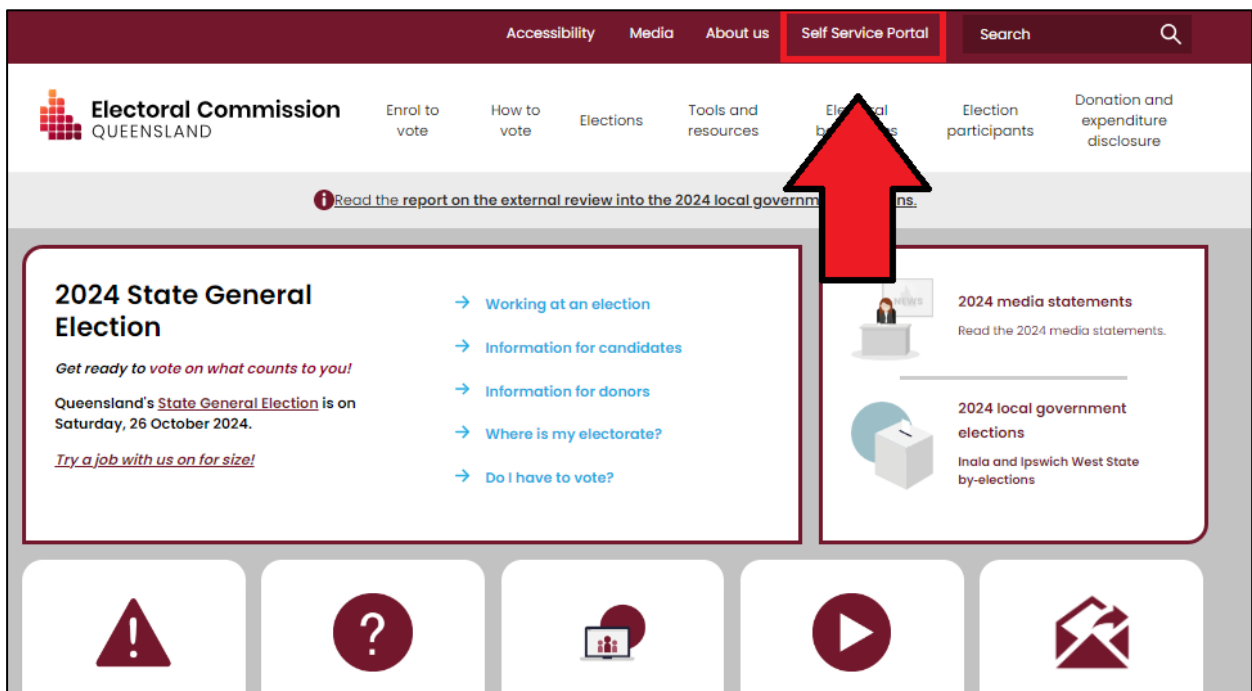 Accessibility Media About us Self Service Portal Search
Electoral Commission
QUEENSLAND
Enrol to
vote
How to
vote
Elections
Tools and
resources
Election
participants
Donation and
expenditure
disclosure
Read the report on the external review into the 2024 local
2024 State General
Election
Get ready to vote on what counts to you!
Queensland's State General Election is on
Saturday, 26 October 2024.
Try a job with us on for size!
Working at an election
Information for candidates
Information for donors
Where is my electorate?
Do I have to vote?
NEWS
2024 media statements
Read the 2024 media statements.
2024 local government
elections
Inala and Ipswich West State
by-elections